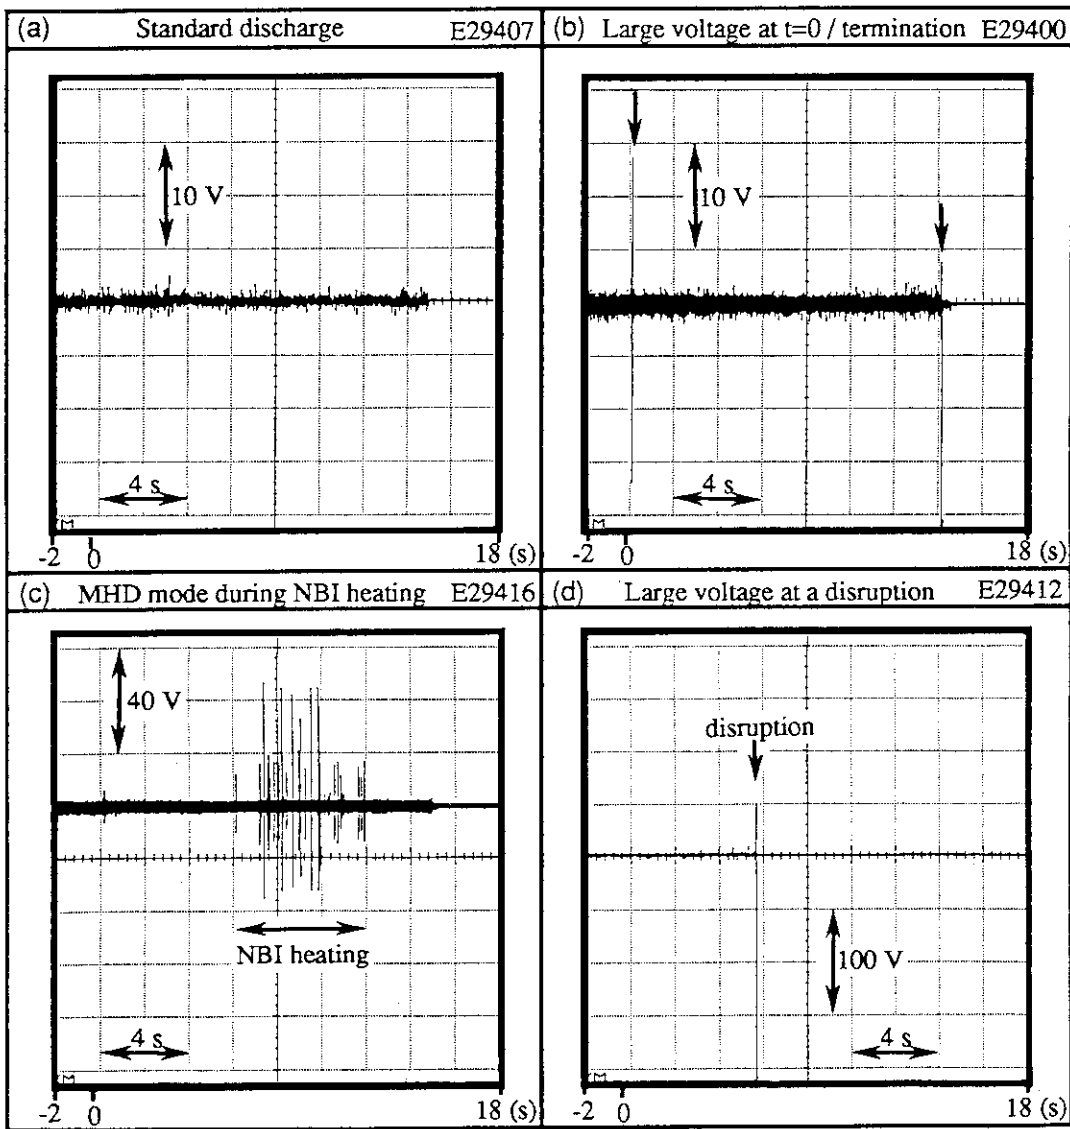 (a) Standard discharge E29407
10 V
4 s
M
-2 0 18 (s)
(b) Large voltage at t=0 / termination E29400
10 V
4 s
M
-2 0 18 (s)
(c) MHD mode during NBI heating E29416
40 V
NBI heating
4 s
M
-2 0 18 (s)
(d) Large voltage at a disruption E29412
disruption
100 V
4 s
M
-2 0 18 (s)